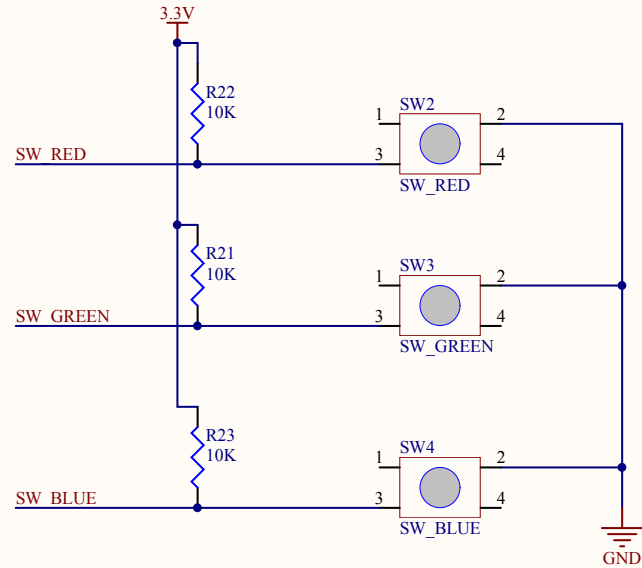 3.3V
R22
10K
SW_RED
SW2
1
2
3
4
SW_RED
R21
10K
SW_GREEN
SW3
1
2
3
4
SW_GREEN
R23
10K
SW_BLUE
SW4
1
2
3
4
SW_BLUE
GND